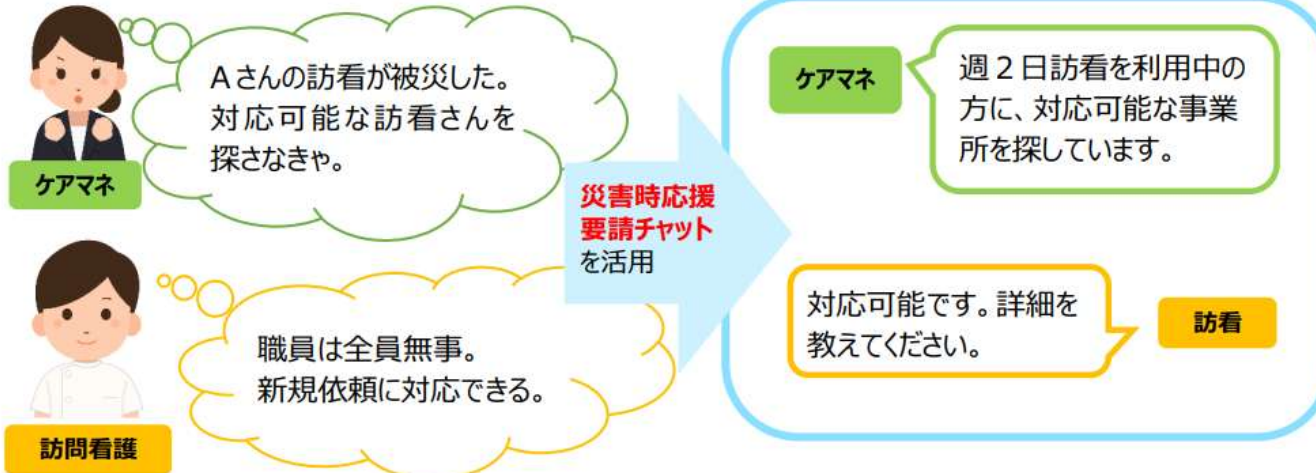 Aさんの訪看が被災した。
対応可能な訪看さんを
探さなきゃ。
ケアマネ
職員は全員無事。
新規依頼に対応できる。
訪問看護
災害時応援
要請チャット
を活用
ケアマネ
週２日訪看を利用中の
方に、対応可能な事業
所を探しています。
対応可能です。詳細を
教えてください。
訪看